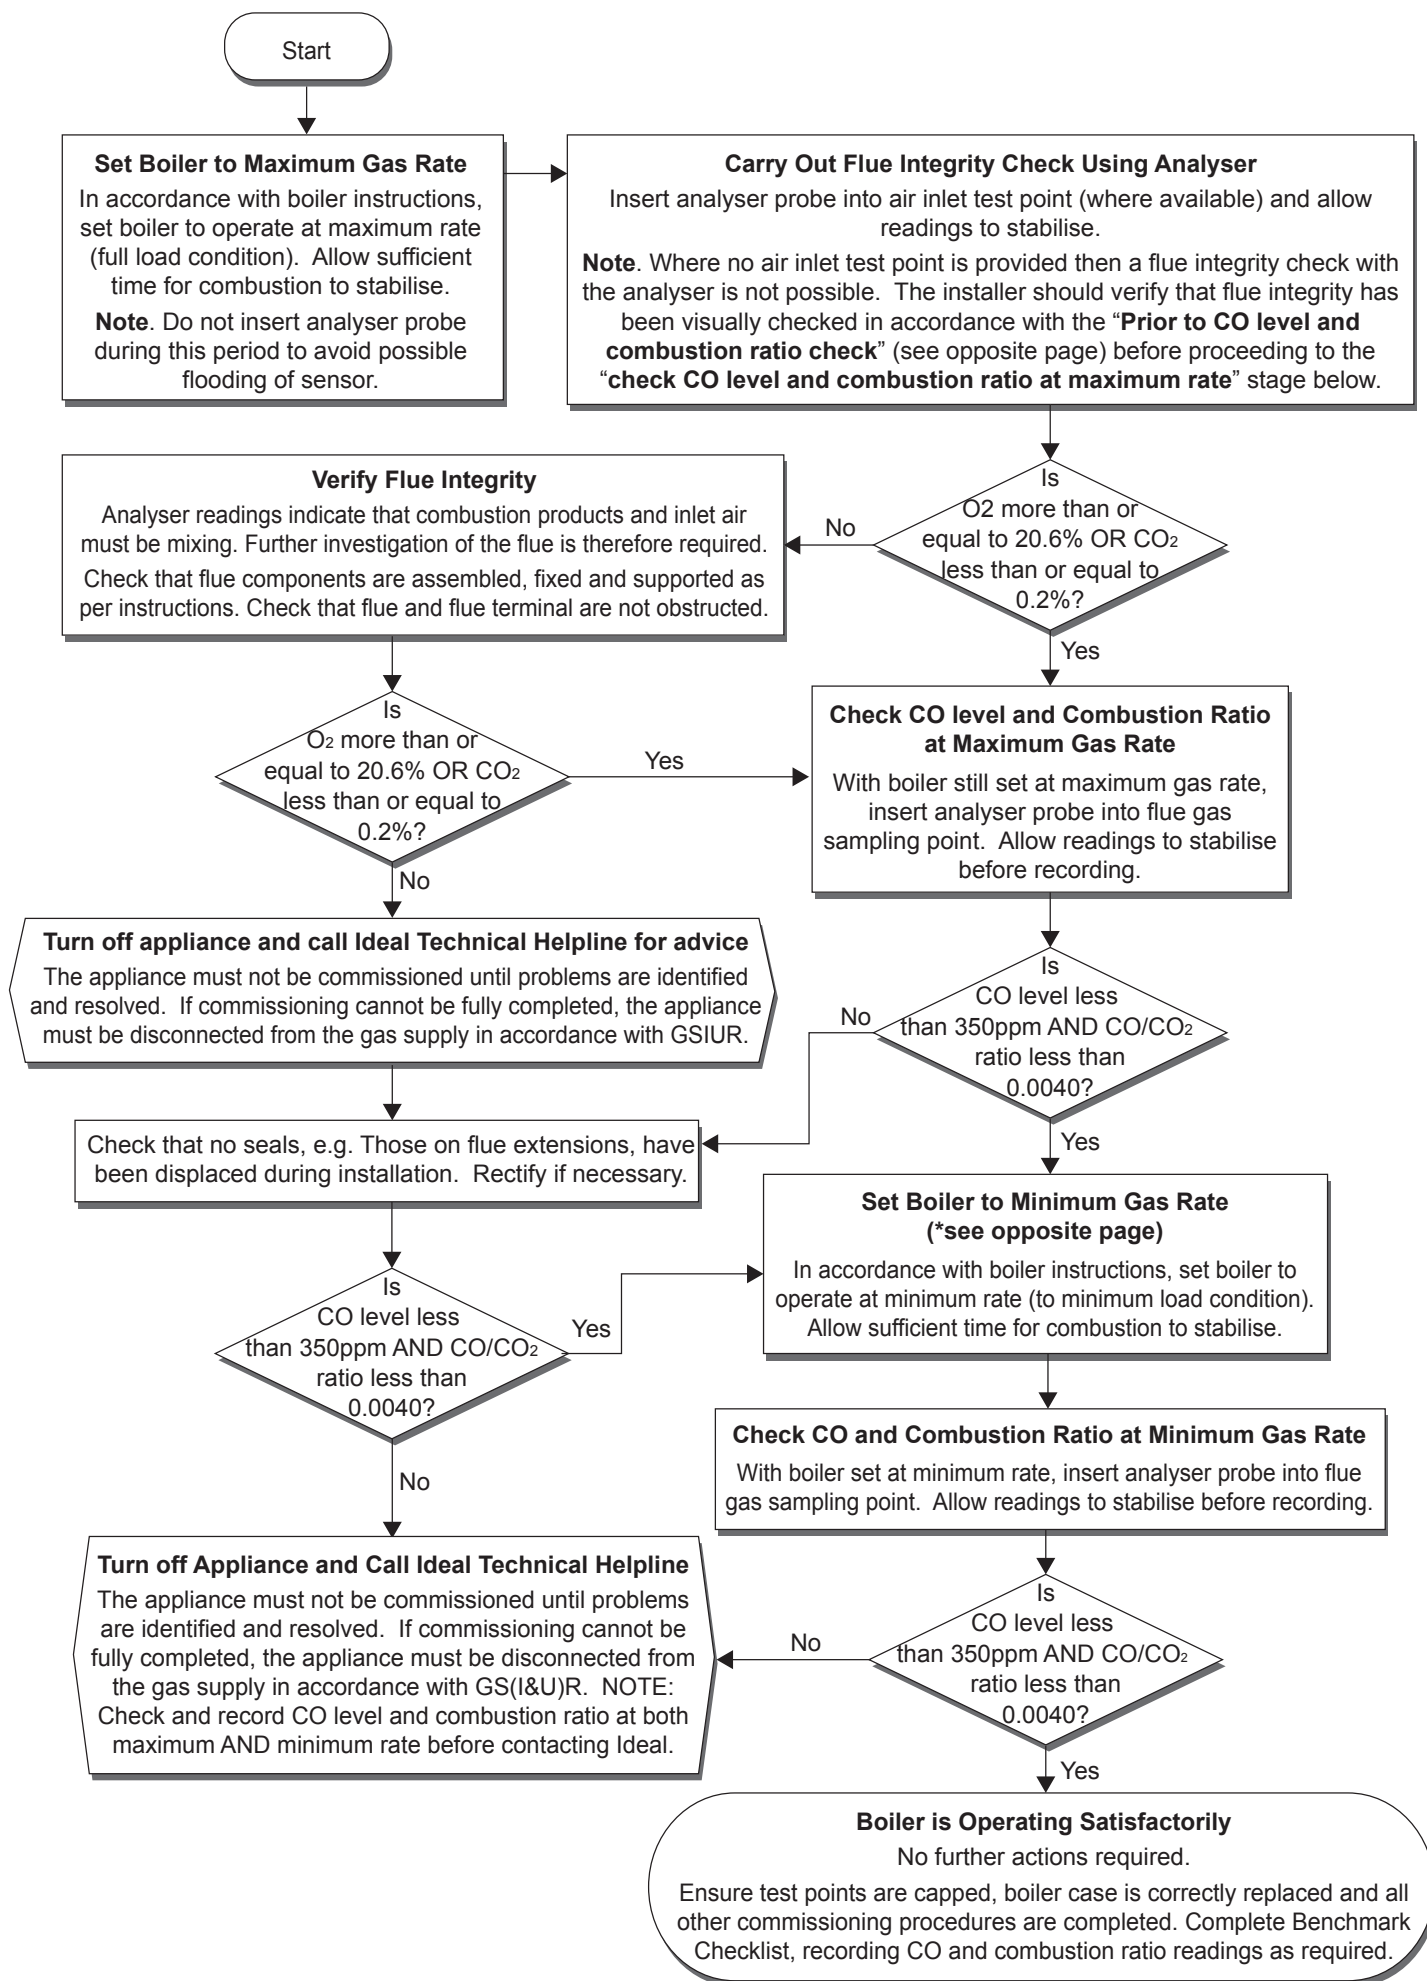 Start
Set Boiler to Maximum Gas Rate
In accordance with boiler instructions,
set boiler to operate at maximum rate
(full load condition).  Allow sufficient
time for combustion to stabilise.
Note. Do not insert analyser probe
during this period to avoid possible
flooding of sensor.
Carry Out Flue Integrity Check Using Analyser
Insert analyser probe into air inlet test point (where available) and allow
readings to stabilise.
Note. Where no air inlet test point is provided then a flue integrity check with
the analyser is not possible.  The installer should verify that flue integrity has
been visually checked in accordance with the “Prior to CO level and
combustion ratio check” (see opposite page) before proceeding to the
“check CO level and combustion ratio at maximum rate” stage below.
Is
O2 more than or
equal to 20.6% OR CO2
less than or equal to
0.2%?
No
Yes
Verify Flue Integrity
Analyser readings indicate that combustion products and inlet air
must be mixing. Further investigation of the flue is therefore required.
Check that flue components are assembled, fixed and supported as
per instructions. Check that flue and flue terminal are not obstructed.
Is
O2 more than or
equal to 20.6% OR CO2
less than or equal to
0.2%?
Yes
No
Check CO level and Combustion Ratio
at Maximum Gas Rate
With boiler still set at maximum gas rate,
insert analyser probe into flue gas
sampling point.  Allow readings to stabilise
before recording.
Turn off appliance and call Ideal Technical Helpline for advice
The appliance must not be commissioned until problems are identified
and resolved.  If commissioning cannot be fully completed, the appliance
must be disconnected from the gas supply in accordance with GSIUR.
Is
CO level less
than 350ppm AND CO/CO2
ratio less than
0.0040?
No
Yes
Check that no seals, e.g. Those on flue extensions, have
been displaced during installation.  Rectify if necessary.
Set Boiler to Minimum Gas Rate
(*see opposite page)
In accordance with boiler instructions, set boiler to
operate at minimum rate (to minimum load condition).
Allow sufficient time for combustion to stabilise.
Is
CO level less
than 350ppm AND CO/CO2
ratio less than
0.0040?
Yes
No
Check CO and Combustion Ratio at Minimum Gas Rate
With boiler set at minimum rate, insert analyser probe into flue
gas sampling point.  Allow readings to stabilise before recording.
Turn off Appliance and Call Ideal Technical Helpline
The appliance must not be commissioned until problems
are identified and resolved.  If commissioning cannot be
fully completed, the appliance must be disconnected from
the gas supply in accordance with GS(I&U)R.  NOTE:
Check and record CO level and combustion ratio at both
maximum AND minimum rate before contacting Ideal.
Is
CO level less
than 350ppm AND CO/CO2
ratio less than
0.0040?
No
Yes
Boiler is Operating Satisfactorily
No further actions required.
Ensure test points are capped, boiler case is correctly replaced and all
other commissioning procedures are completed. Complete Benchmark
Checklist, recording CO and combustion ratio readings as required.